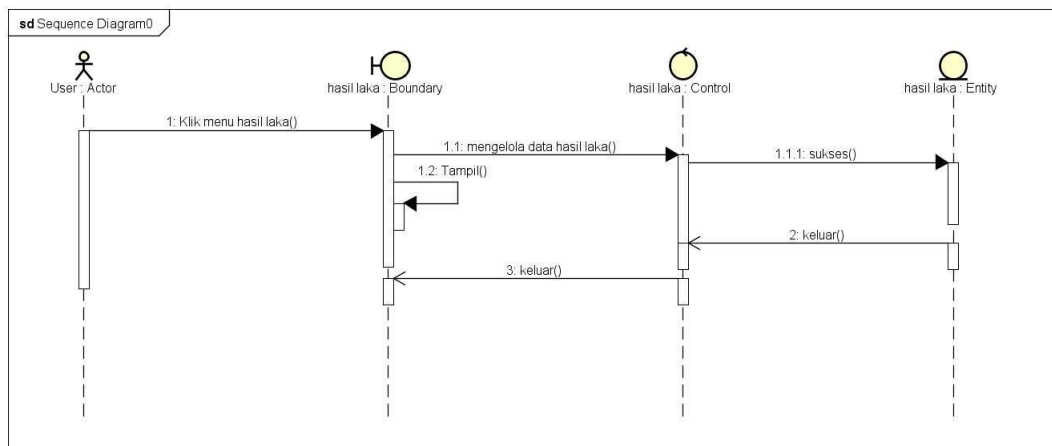 sd Sequence Diagram0
User : Actor
hasil laka : Boundary
hasil laka : Control
hasil laka : Entity
1: Klik menu hasil laka()
1.1: mengelola data hasil laka()
1.1.1: sukses()
1.2: Tampil()
2: keluar()
3: keluar()